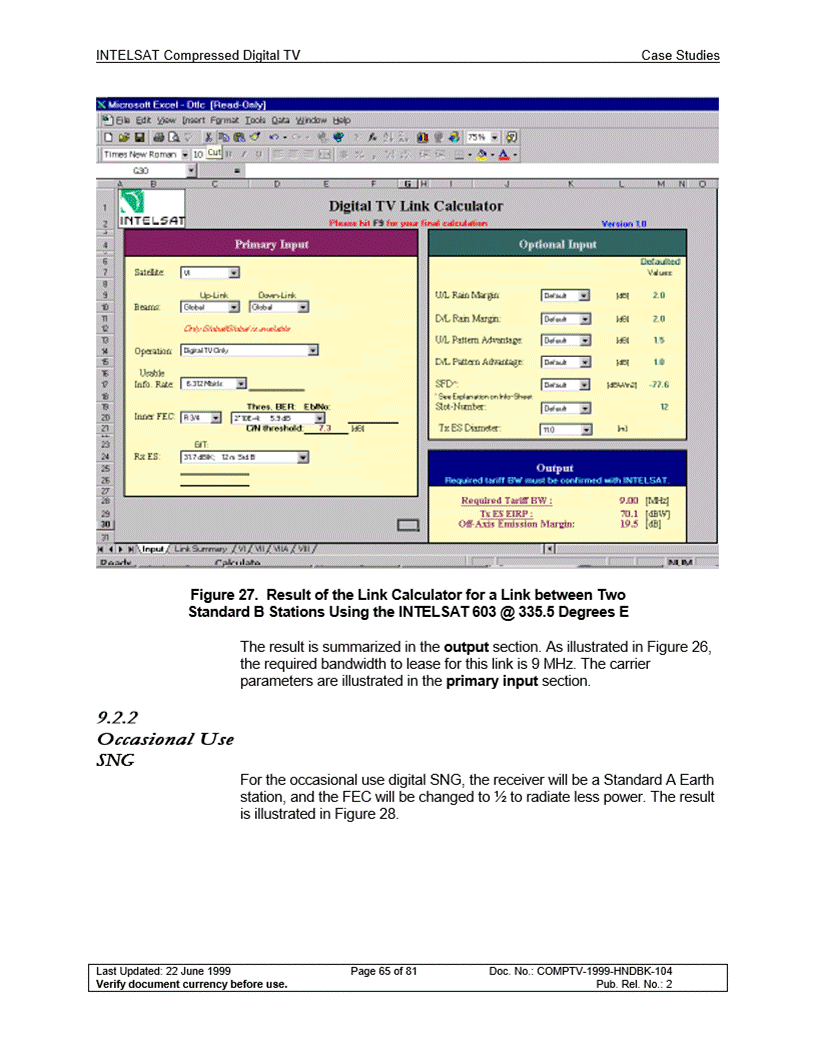 INTELSAT Compressed Digital TV Case Studies
Microsoft Excel - Dtlc [Read-Only]
File Edit View Insert Format Tools Data Window Help
75%
Times New Roman 10 Cut
G30 =
A B C D E F G H I J K L M N O
INTELSAT
Digital TV Link Calculator
Please hit F9 for your final calculation Version 1.0
Primary Input
Satellite: VI
Up-Link Down-Link
Beams: Global Global
Only Global/Global is available
Operation: Digital TV Only
Usable
Info. Rate: 6.312 Mbit/s
Thres. BER: Eb/No:
Inner FEC: R 3/4 2*10E-4 5.9 dB
C/N threshold: 7.3 [dB]
G/T:
Rx ES: 31.7 dB/K;
Optional Input
Defaulted
Values
U/L Rain Margin: Default [dB] 2.0
D/L Rain Margin: Default [dB] 2.0
U/L Pattern Advantage: Default [dB] 1.5
D/L Pattern Advantage: Default [dB] 1.0
SFD*: Default [dBW/m2] -77.6
* See Explanation on Info-Sheet
Slot-Number: Default 12
Tx ES Diameter: 11.0 [m]
Output
Required tariff BW must be confirmed with INTELSAT.
Required Tariff BW : 9.00 [MHz]
Tx ES EIRP : 70.1 [dBW]
Off-Axis Emission Margin: 19.5 [dB]
Input / Link Summary / VI / VII / VIIA / VIII /
Ready Calculate NUM
Figure 27. Result of the Link Calculator for a Link between Two
Standard B Stations Using the INTELSAT 603 @ 335.5 Degrees E
The result is summarized in the output section. As illustrated in Figure 26,
the required bandwidth to lease for this link is 9 MHz. The carrier
parameters are illustrated in the primary input section.
9.2.2
Occasional Use
SNG
For the occasional use digital SNG, the receiver will be a Standard A Earth
station, and the FEC will be changed to ½ to radiate less power. The result
is illustrated in Figure 28.
Last Updated: 22 June 1999 Page 65 of 81 Doc. No.: COMPTV-1999-HNDBK-104
Verify document currency before use. Pub. Rel. No.: 2